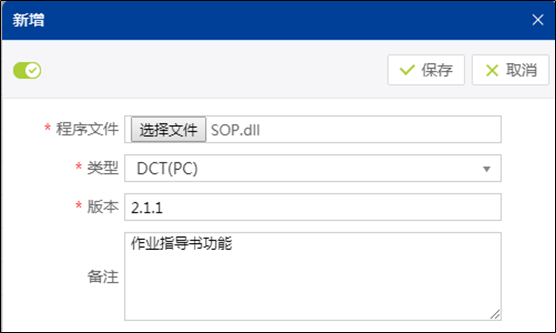 新增
保存 取消
* 程序文件 选择文件 SOP.dll
* 类型 DCT(PC)
* 版本 2.1.1
备注 作业指导书功能